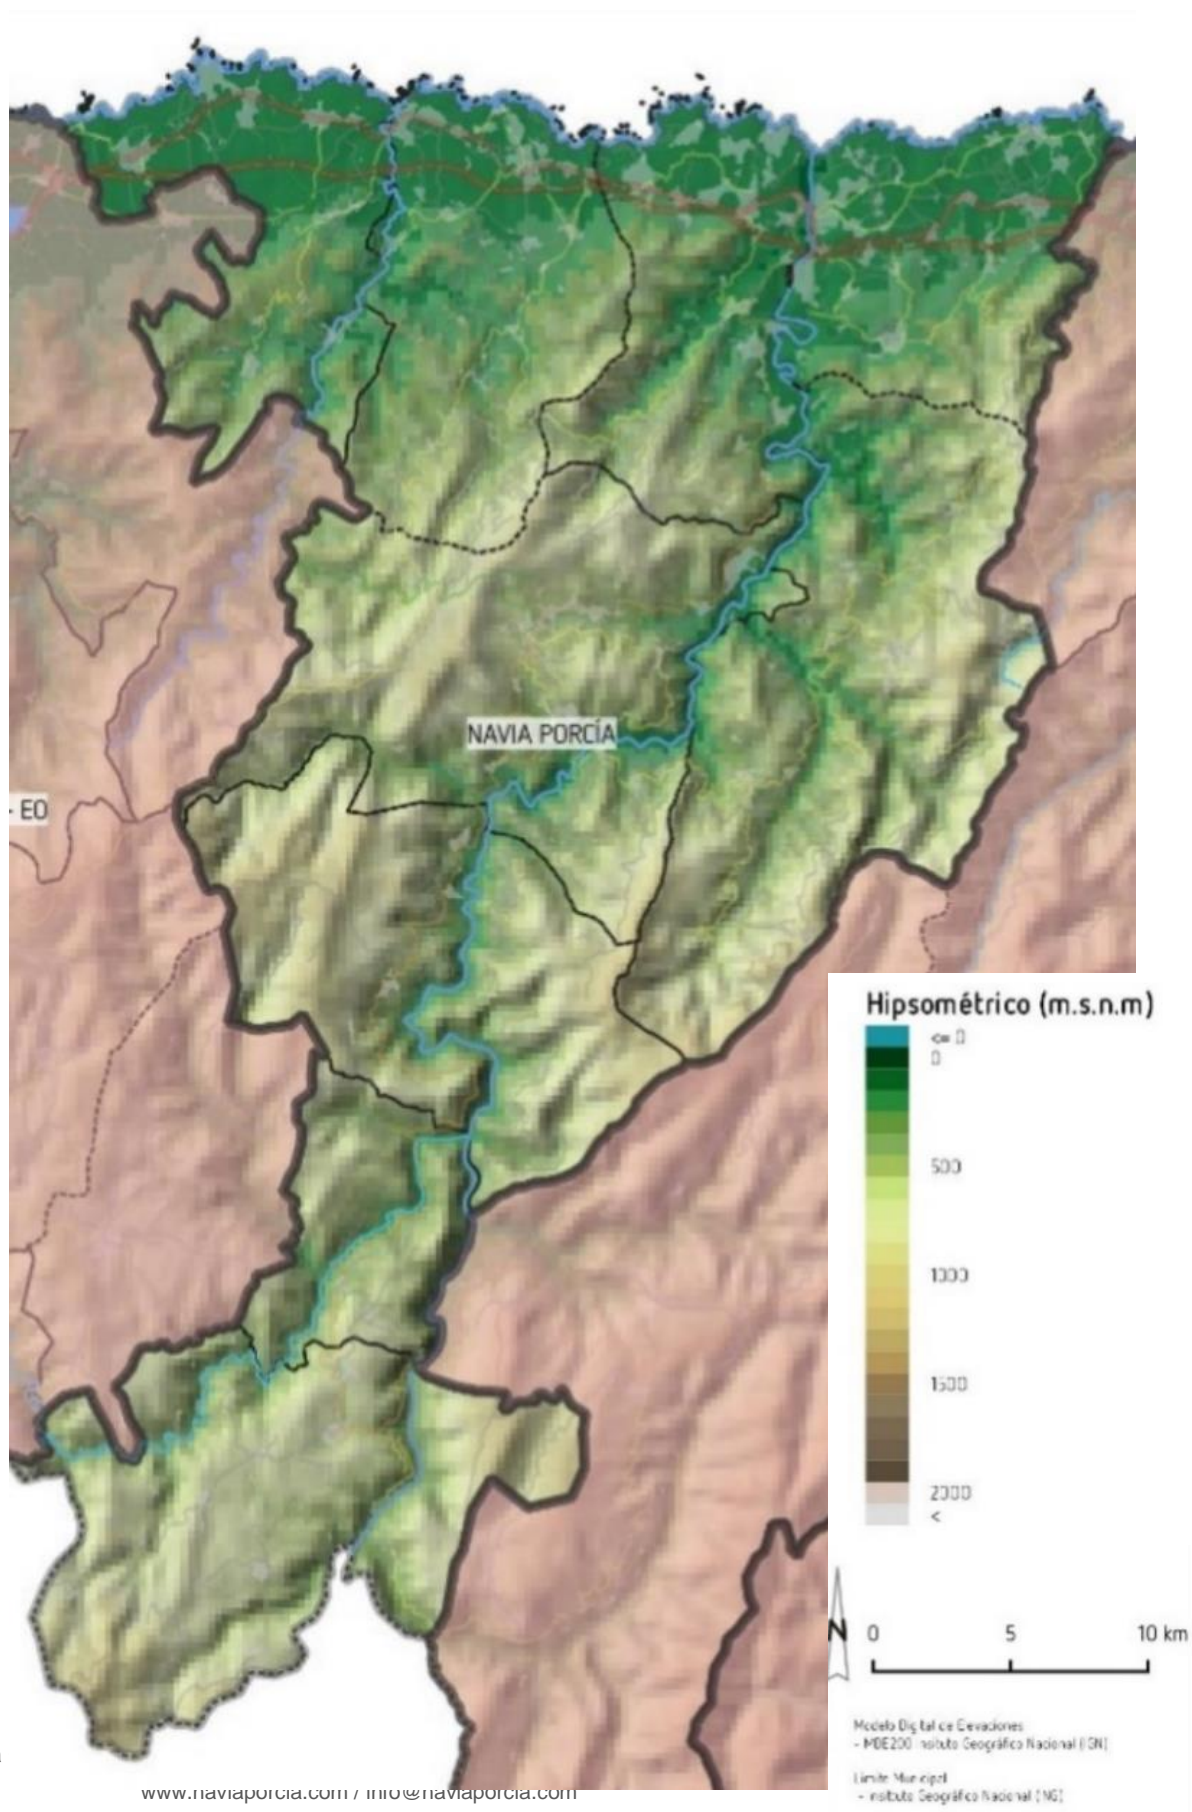 NAVIA PORCÍA
- EO
Hipsométrico (m.s.n.m)
<= 0
0
500
1000
1500
2000
<
N
0 5 10 km
Modelo Digital de Elevaciones
- MDE200 Instituto Geográfico Nacional (IGN)
Límite Municipal
- Instituto Geográfico Nacional (ING)
www.naviaporcia.com / info@naviaporcia.com